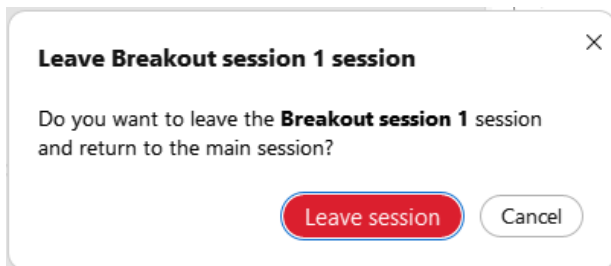 Leave Breakout session 1 session
Do you want to leave the Breakout session 1 session
and return to the main session?
Leave session
Cancel